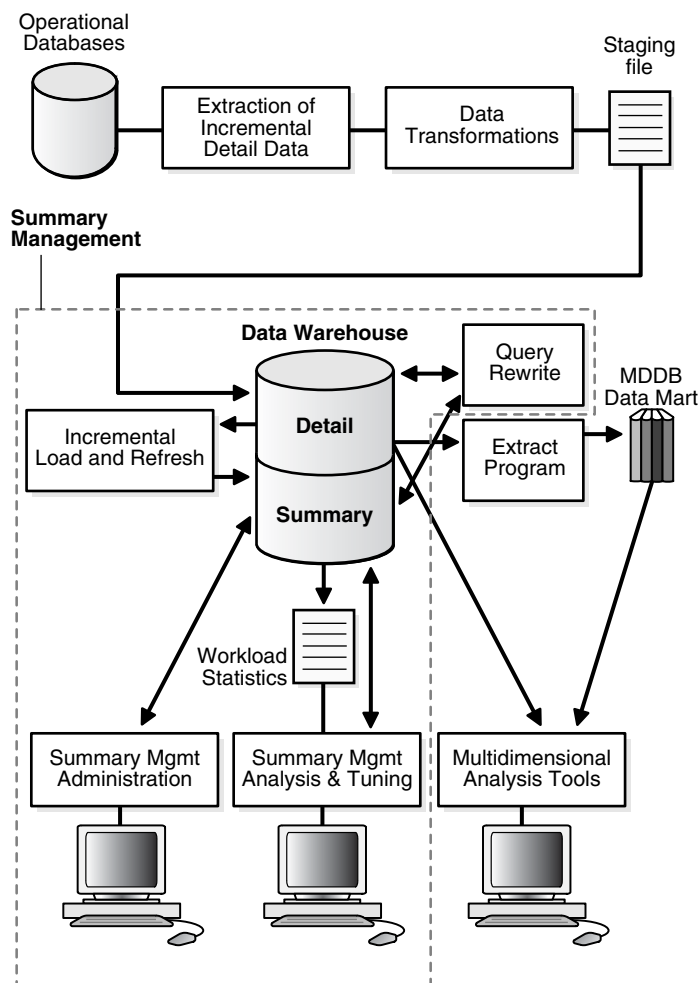 Operational
Databases
Extraction of
Incremental
Detail Data
Data
Transformations
Staging
file
Summary
Management
Data Warehouse
Detail
Summary
Query
Rewrite
MDDB
Data Mart
Incremental
Load and Refresh
Extract
Program
Workload
Statistics
Summary Mgmt
Administration
Summary Mgmt
Analysis & Tuning
Multidimensional
Analysis Tools